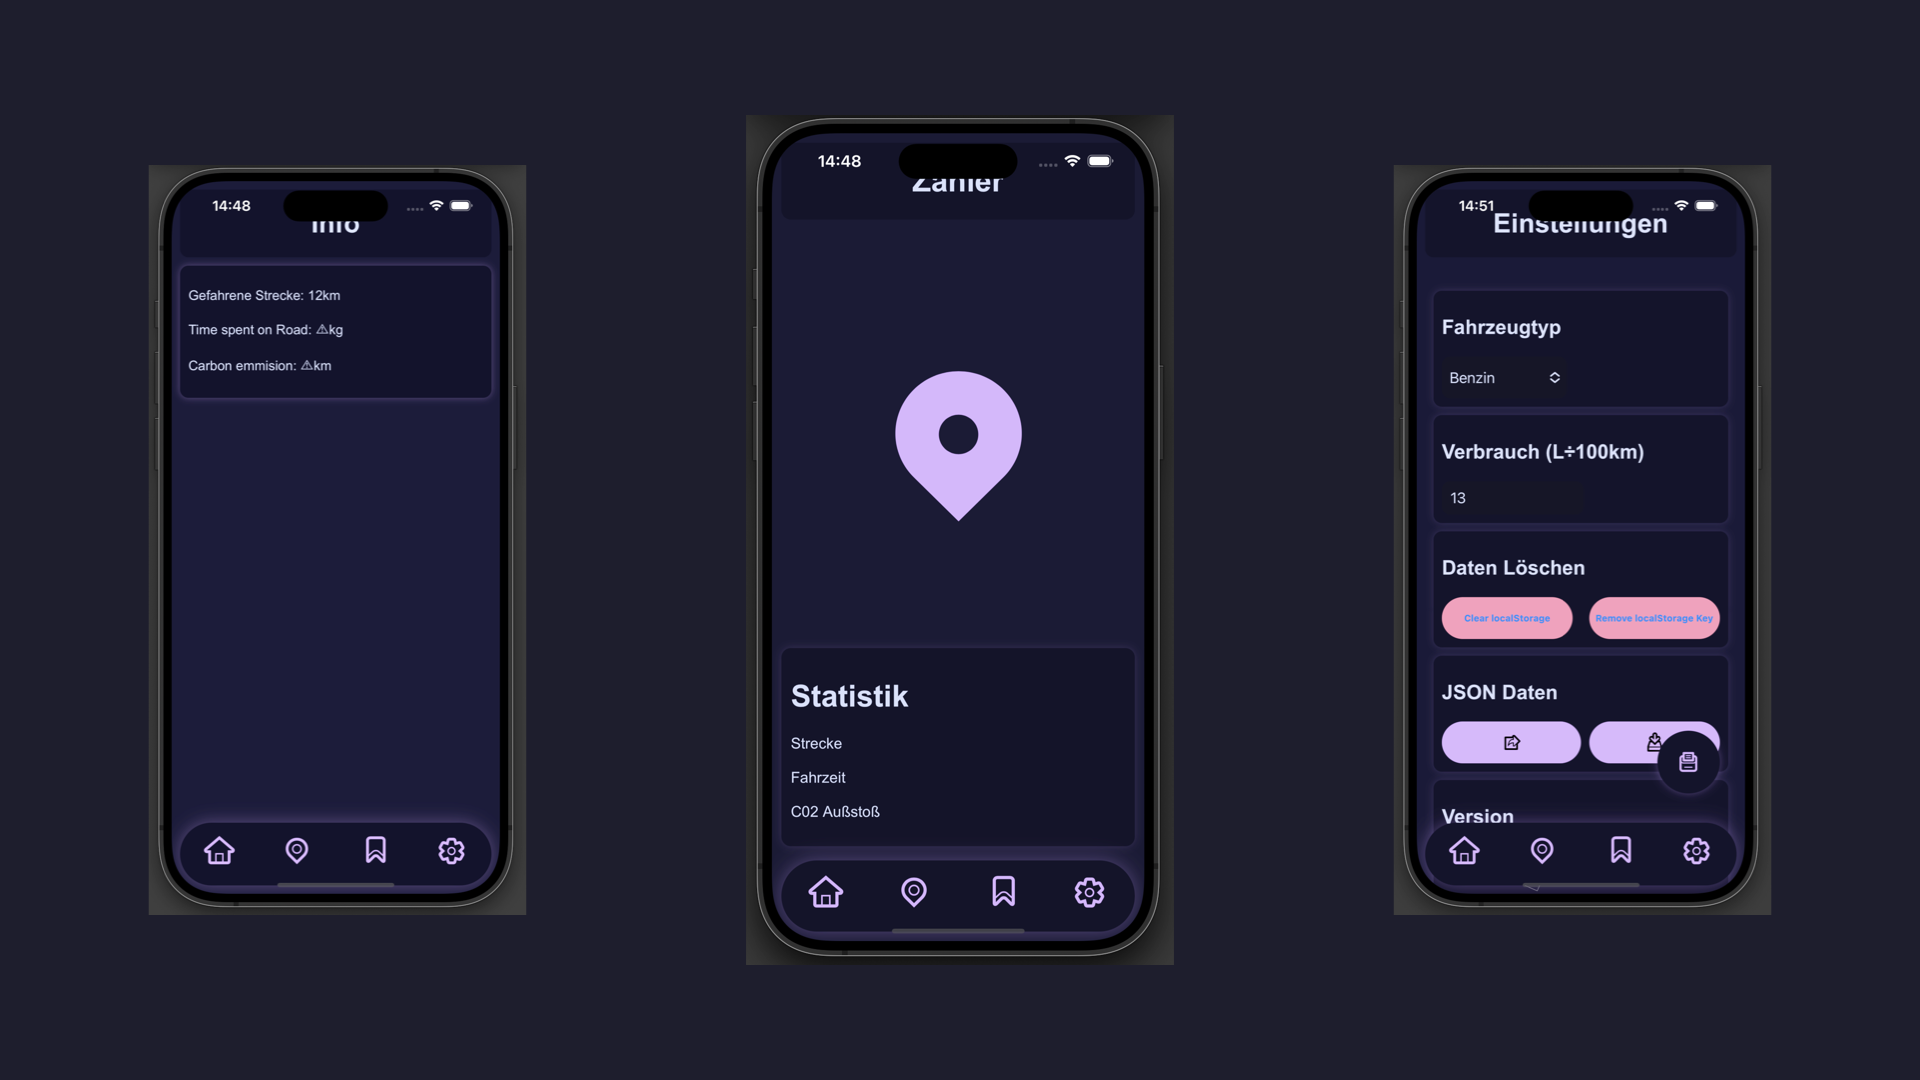 14:48
Info
Gefahrene Strecke: 12km
Time spent on Road: ⚠kg
Carbon emmision: ⚠km
14:48
Zähler
Statistik
Strecke
Fahrzeit
C02 Außstoß
14:51
Einstellungen
Fahrzeugtyp
Benzin
Verbrauch (L÷100km)
13
Daten Löschen
Clear localStorage
Remove localStorage Key
JSON Daten
Version